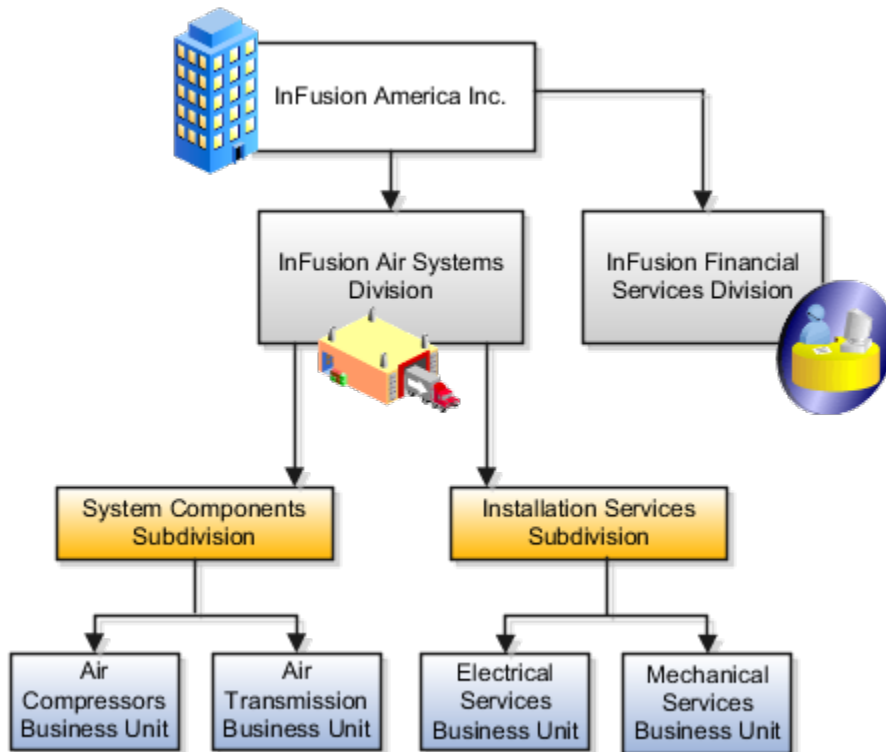 InFusion America Inc.
InFusion Air Systems
Division
InFusion Financial
Services Division
System Components
Subdivision
Installation Services
Subdivision
Air
Compressors
Business Unit
Air
Transmission
Business Unit
Electrical
Services
Business Unit
Mechanical
Services
Business Unit